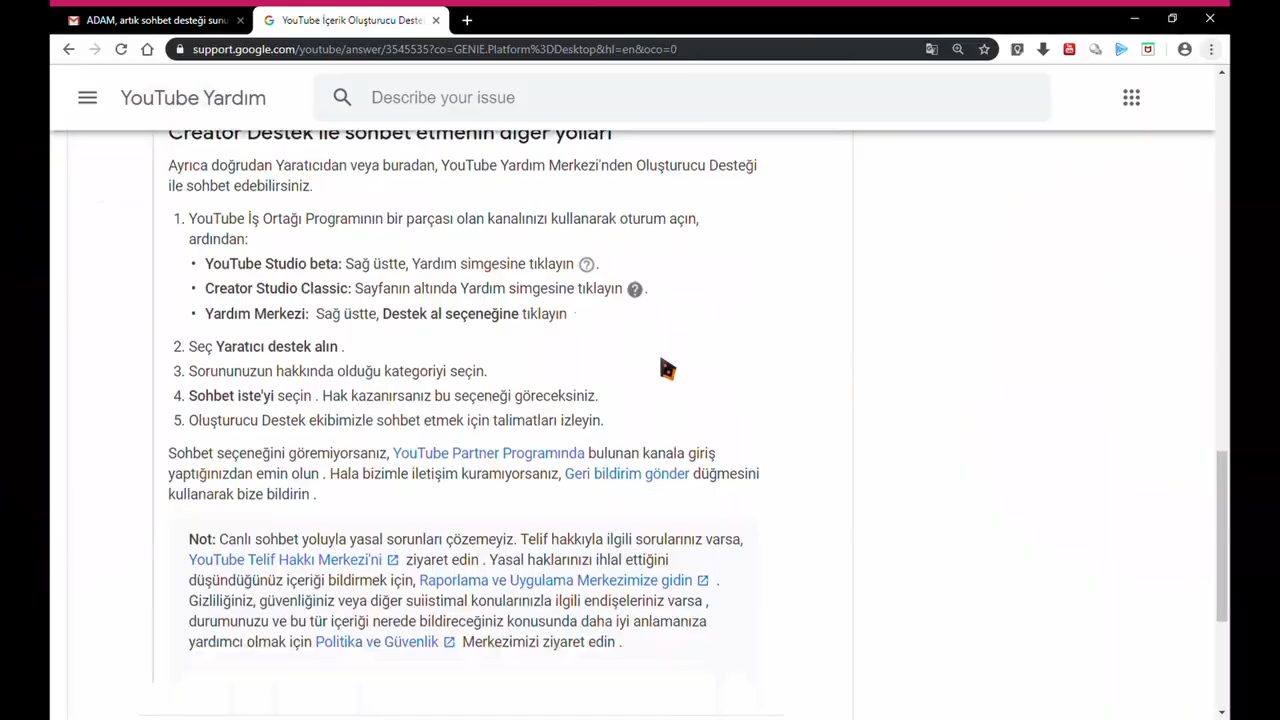 ADAM, artık sohbet desteği sunu
YouTube İçerik Oluşturucu Deste
support.google.com/youtube/answer/3545535?co=GENIE.Platform%3DDesktop&hl=en&oco=0
YouTube Yardım
Describe your issue
Creator Destek ile sohbet etmenin diğer yolları
Ayrıca doğrudan Yaratıcıdan veya buradan, YouTube Yardım Merkezi'nden Oluşturucu Desteği
ile sohbet edebilirsiniz.
1. YouTube İş Ortağı Programının bir parçası olan kanalınızı kullanarak oturum açın,
ardından:
• YouTube Studio beta: Sağ üstte, Yardım simgesine tıklayın ?.
• Creator Studio Classic: Sayfanın altında Yardım simgesine tıklayın ?.
• Yardım Merkezi: Sağ üstte, Destek al seçeneğine tıklayın
2. Seç Yaratıcı destek alın .
3. Sorununuzun hakkında olduğu kategoriyi seçin.
4. Sohbet iste'yi seçin . Hak kazanırsanız bu seçeneği göreceksiniz.
5. Oluşturucu Destek ekibimizle sohbet etmek için talimatları izleyin.
Sohbet seçeneğini göremiyorsanız, YouTube Partner Programında bulunan kanala giriş
yaptığınızdan emin olun . Hala bizimle iletişim kuramıyorsanız, Geri bildirim gönder düğmesini
kullanarak bize bildirin .
Not: Canlı sohbet yoluyla yasal sorunları çözemeyiz. Telif hakkıyla ilgili sorularınız varsa,
YouTube Telif Hakkı Merkezi'ni ziyaret edin . Yasal haklarınızı ihlal ettiğini
düşündüğünüz içeriği bildirmek için, Raporlama ve Uygulama Merkezimize gidin .
Gizliliğiniz, güvenliğiniz veya diğer suiistimal konularınızla ilgili endişeleriniz varsa ,
durumunuzu ve bu tür içeriği nerede bildireceğiniz konusunda daha iyi anlamanıza
yardımcı olmak için Politika ve Güvenlik Merkezimizi ziyaret edin .